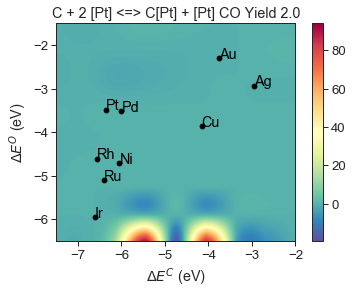 C + 2 [Pt] <=> C[Pt] + [Pt] CO Yield 2.0
−2
−3
−4
−5
−6
ΔE^O (eV)
Au
Ag
Pt
Pd
Cu
Rh
Ni
Ru
Ir
−7
−6
−5
−4
−3
−2
ΔE^C (eV)
80
60
40
20
0